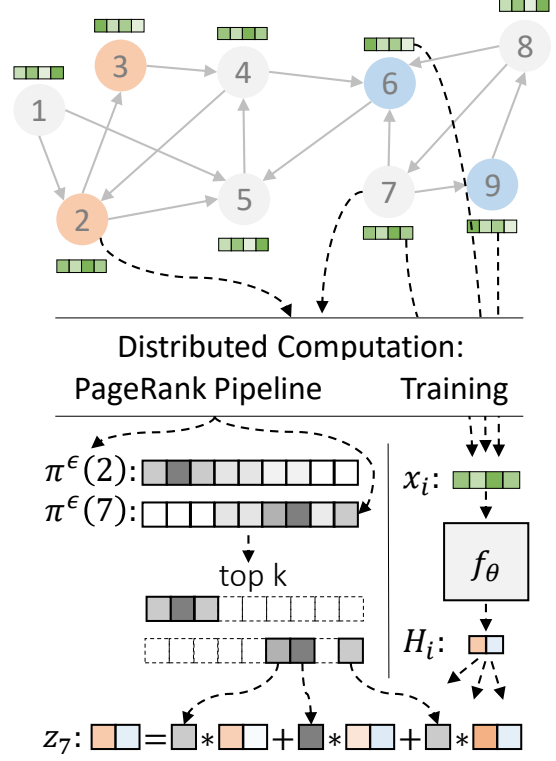 3
4
8
6
1
5
7
9
2
Distributed Computation:
PageRank Pipeline Training
π^ϵ(2):
x_i:
π^ϵ(7):
top k
f_θ
H_i:
z_7: = * + * + *